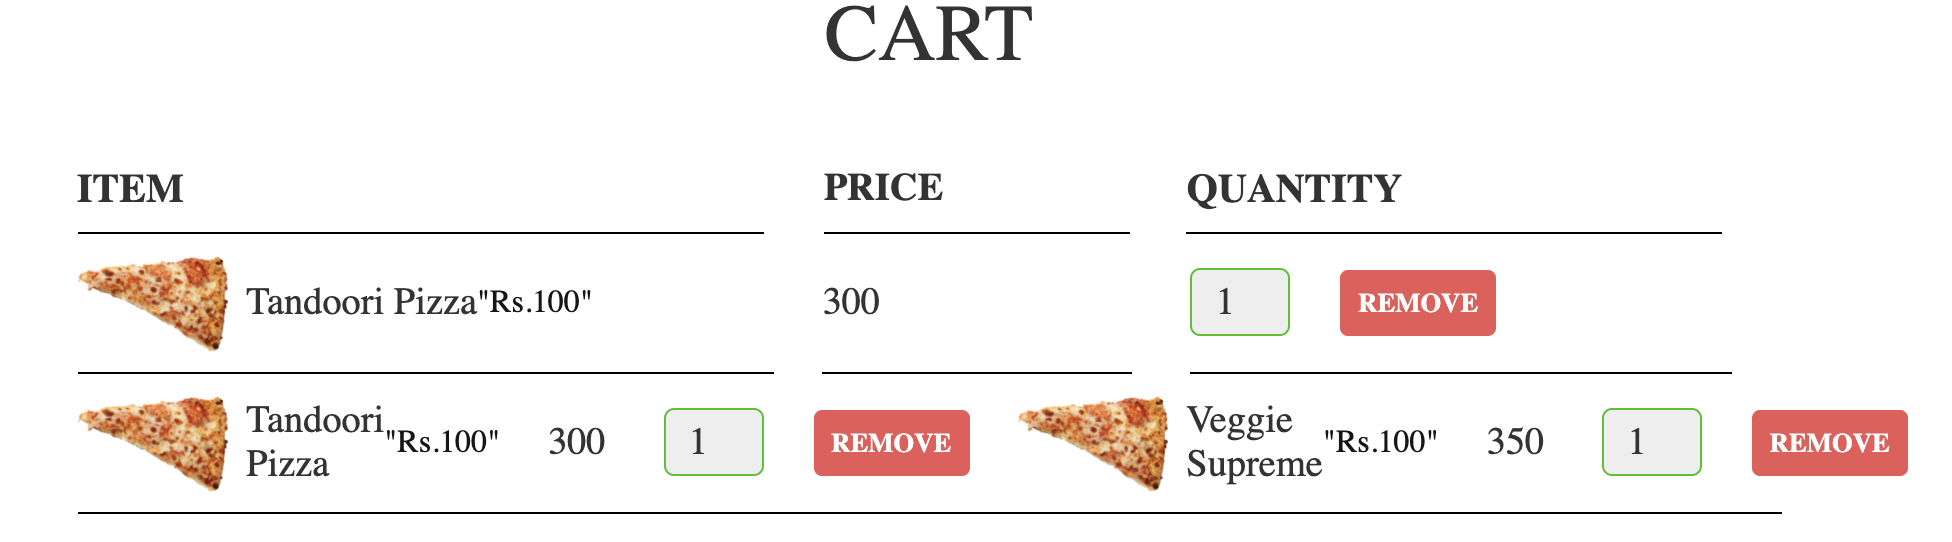 CART
ITEM PRICE QUANTITY
Tandoori Pizza"Rs.100" 300 1 REMOVE
Tandoori Pizza "Rs.100" 300 1 REMOVE Veggie Supreme "Rs.100" 350 1 REMOVE